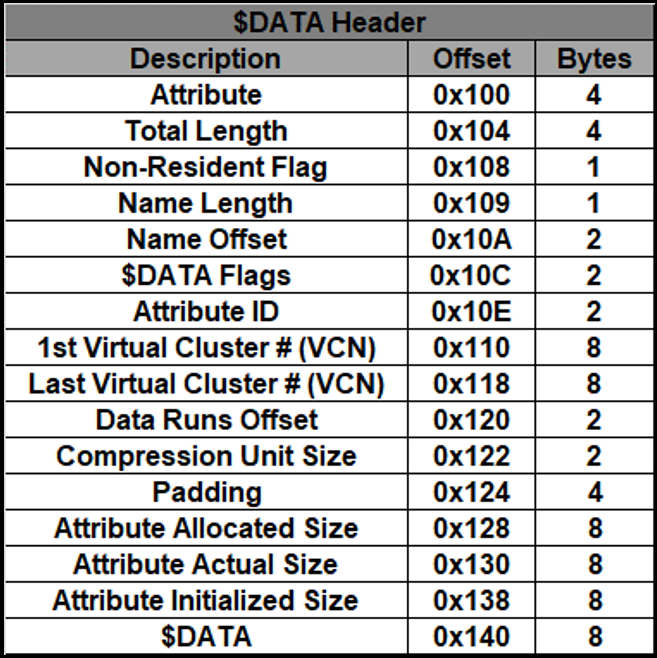 $DATA Header
Description Offset Bytes
Attribute 0x100 4
Total Length 0x104 4
Non-Resident Flag 0x108 1
Name Length 0x109 1
Name Offset 0x10A 2
$DATA Flags 0x10C 2
Attribute ID 0x10E 2
1st Virtual Cluster # (VCN) 0x110 8
Last Virtual Cluster # (VCN) 0x118 8
Data Runs Offset 0x120 2
Compression Unit Size 0x122 2
Padding 0x124 4
Attribute Allocated Size 0x128 8
Attribute Actual Size 0x130 8
Attribute Initialized Size 0x138 8
$DATA 0x140 8